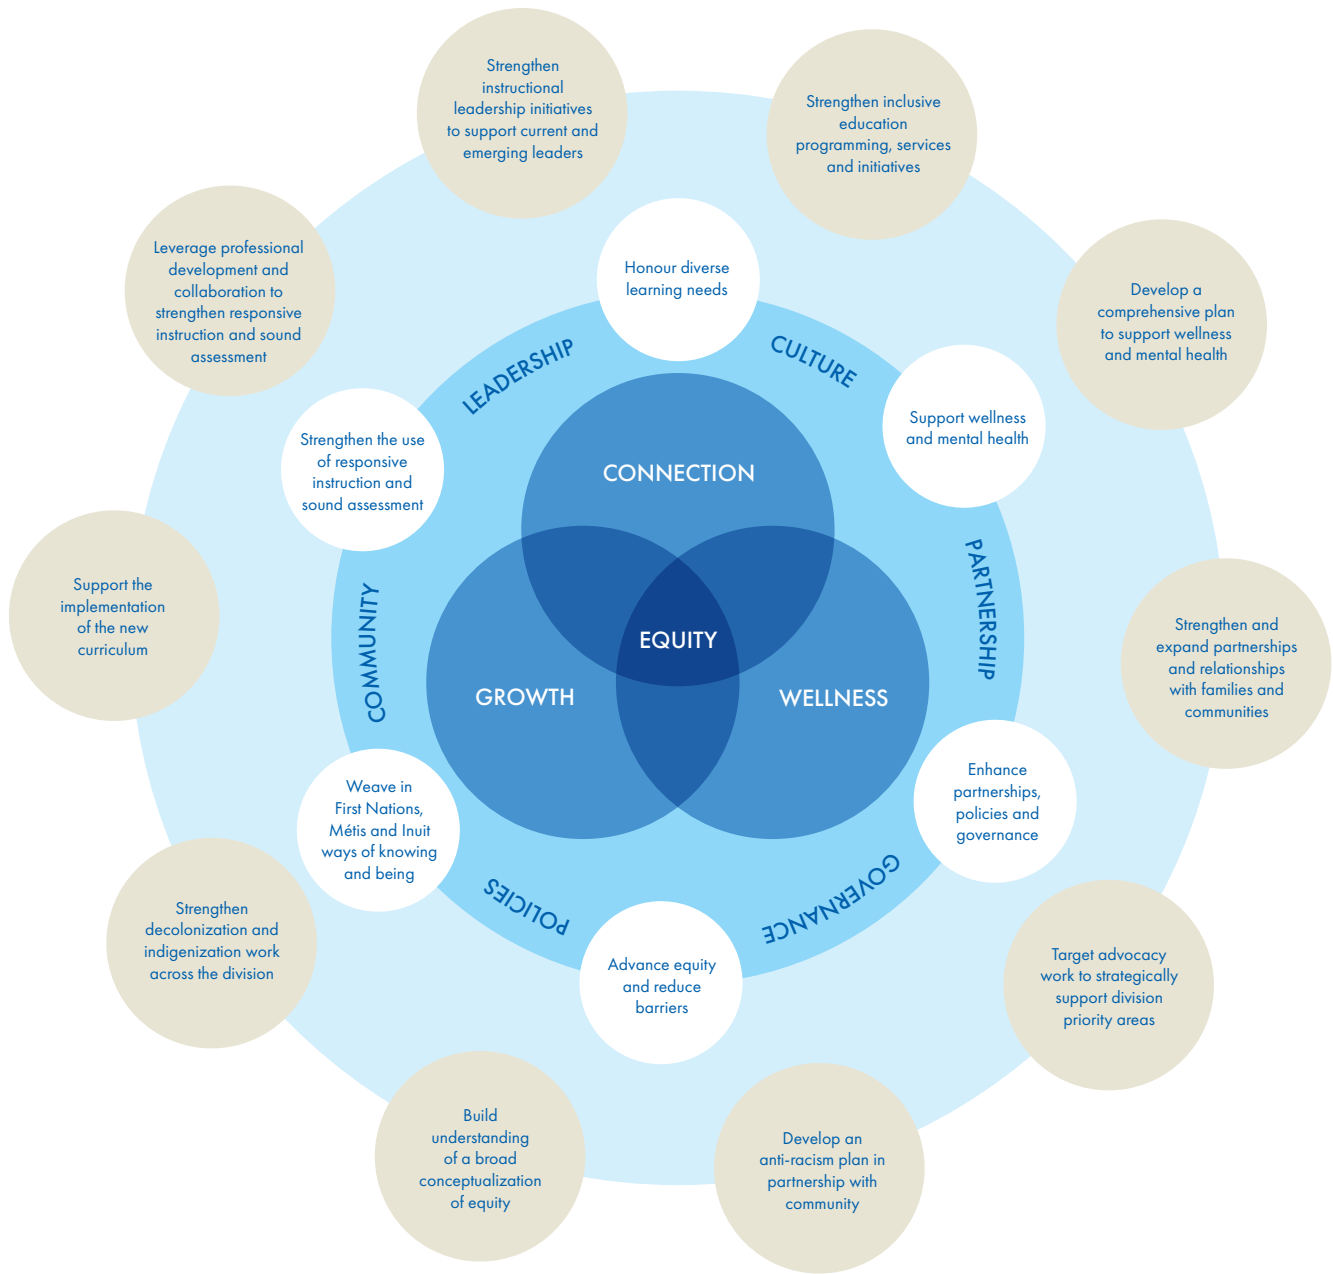 Strengthen
instructional
leadership initiatives
to support current and
emerging leaders
Strengthen inclusive
education
programming, services
and initiatives
Leverage professional
development and
collaboration to
strengthen responsive
instruction and sound
assessment
Honour diverse
learning needs
Develop a
comprehensive plan
to support wellness
and mental health
LEADERSHIP
CULTURE
Strengthen the use
of responsive
instruction and
sound assessment
Support wellness
and mental health
CONNECTION
Support the
implementation
of the new
curriculum
COMMUNITY
EQUITY
GROWTH
WELLNESS
PARTNERSHIP
Strengthen and
expand partnerships
and relationships
with families and
communities
Weave in
First Nations,
Métis and Inuit
ways of knowing
and being
Enhance
partnerships,
policies and
governance
POLICIES
GOVERNANCE
Strengthen
decolonization and
indigenization work
across the division
Advance equity
and reduce
barriers
Target advocacy
work to strategically
support division
priority areas
Build
understanding
of a broad
conceptualization
of equity
Develop an
anti-racism plan in
partnership with
community